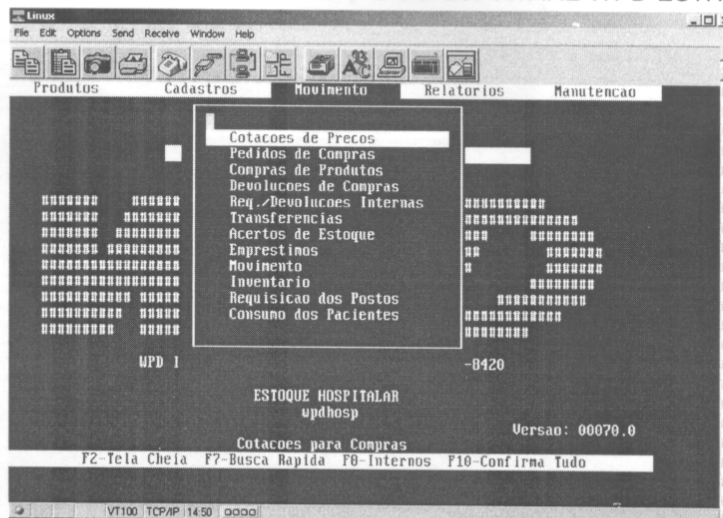 Linux
File Edit Options Send Receive Window Help
Produtos Cadastros Movimento Relatorios Manutencao
Cotacoes de Precos
Pedidos de Compras
Compras de Produtos
Devolucoes de Compras
Req./Devolucoes Internas
Transferencias
Acertos de Estoque
Emprestimos
Movimento
Inventario
Requisicao dos Postos
Consumo dos Pacientes
WPD I -8420
ESTOQUE HOSPITALAR
wpdhosp
Versao: 00070.0
Cotacoes para Compras
F2-Tela Cheia F7-Busca Rapida F8-Internos F10-Confirma Tudo
VT100 TCP/IP 14:50